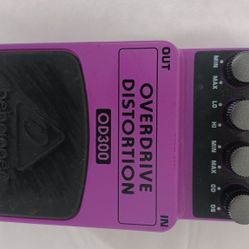 OUT
IN
OVERDRIVE
DISTORTION
OD300
MIN MAX
LO HI
MIN MAX
OD DS
behringer